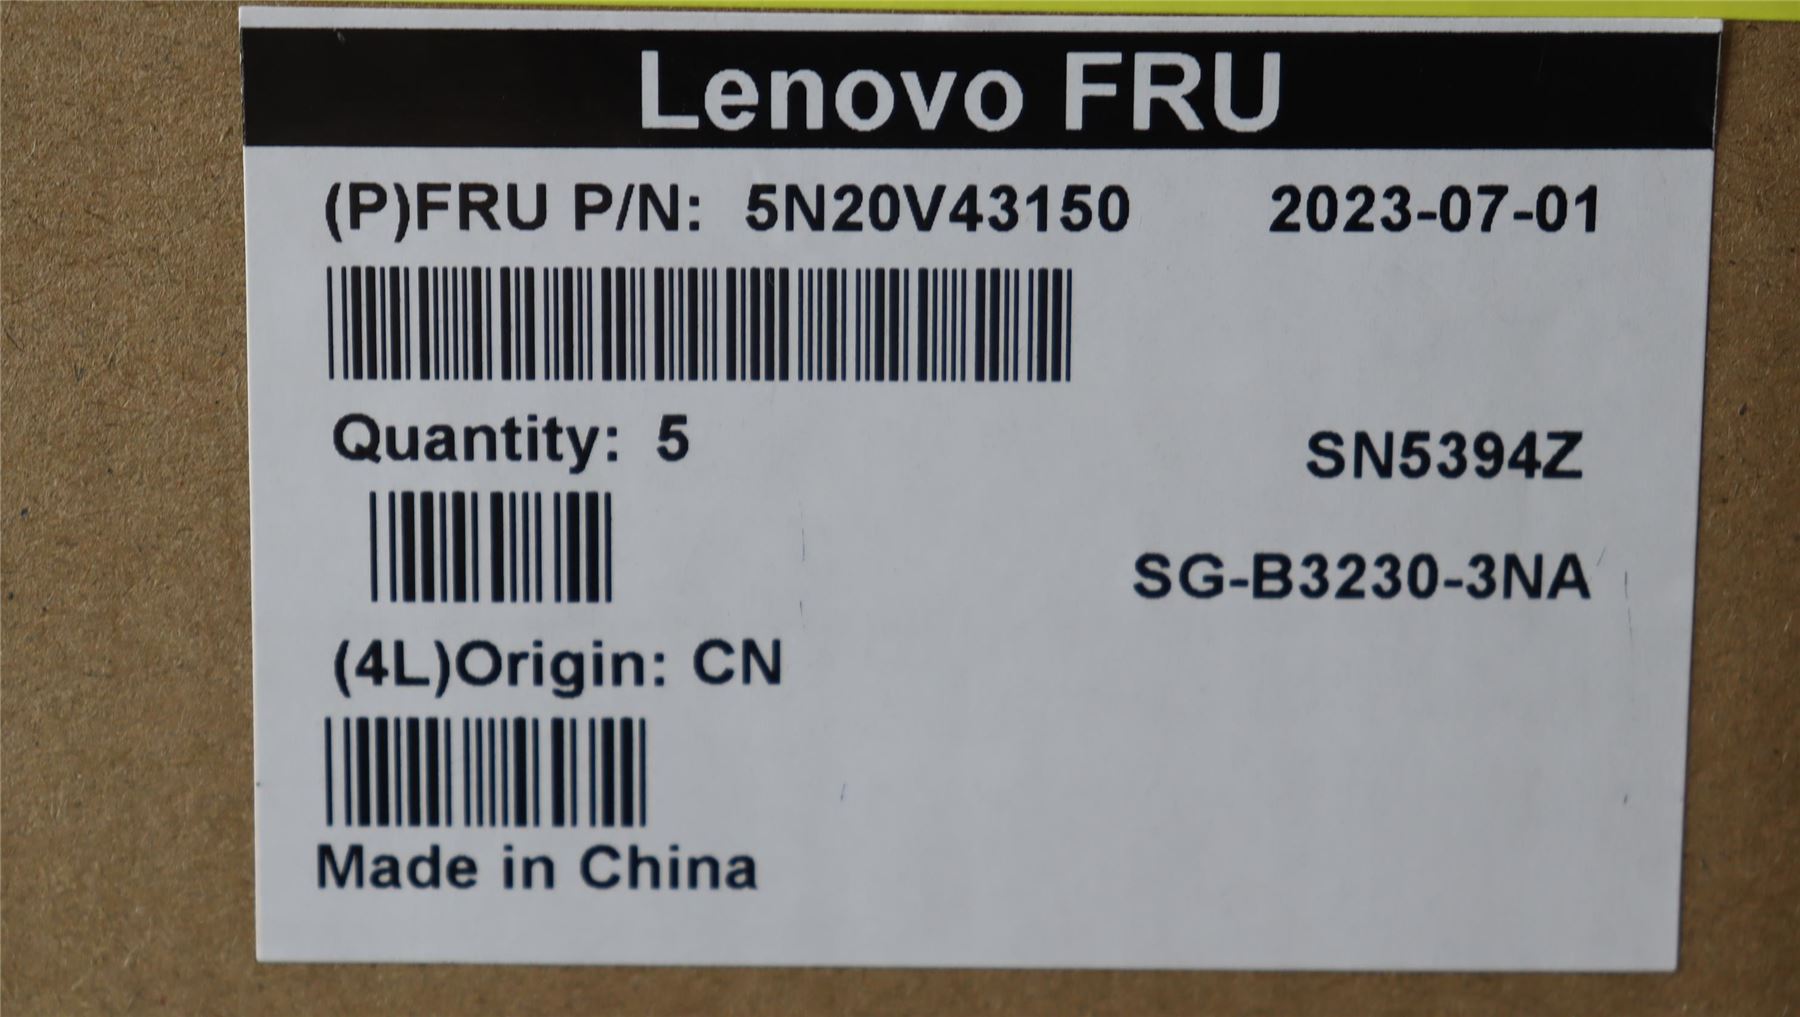 Lenovo FRU
(P)FRU P/N: 5N20V43150 2023-07-01
Quantity: 5
SN5394Z
SG-B3230-3NA
(4L)Origin: CN
Made in China